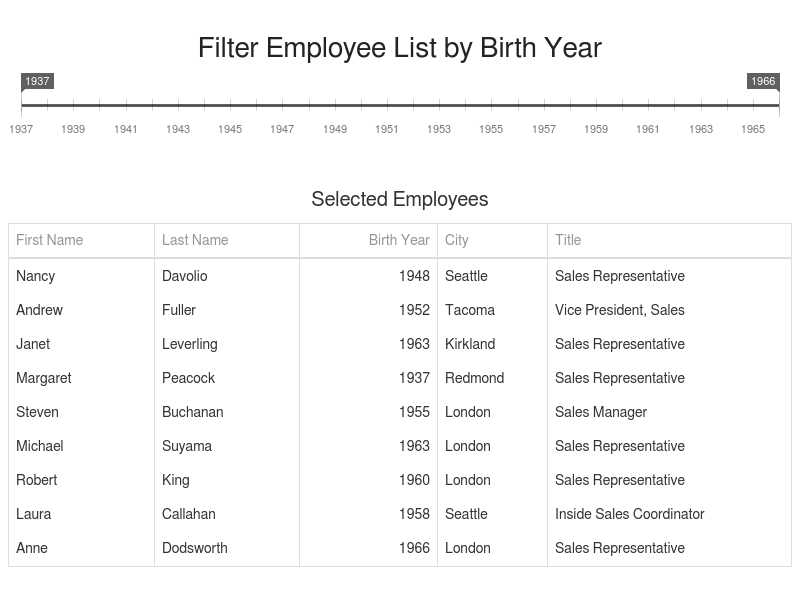 Filter Employee List by Birth Year
1937 1966
1937 1939 1941 1943 1945 1947 1949 1951 1953 1955 1957 1959 1961 1963 1965
Selected Employees
First Name Last Name Birth Year City Title
Nancy Davolio 1948 Seattle Sales Representative
Andrew Fuller 1952 Tacoma Vice President, Sales
Janet Leverling 1963 Kirkland Sales Representative
Margaret Peacock 1937 Redmond Sales Representative
Steven Buchanan 1955 London Sales Manager
Michael Suyama 1963 London Sales Representative
Robert King 1960 London Sales Representative
Laura Callahan 1958 Seattle Inside Sales Coordinator
Anne Dodsworth 1966 London Sales Representative